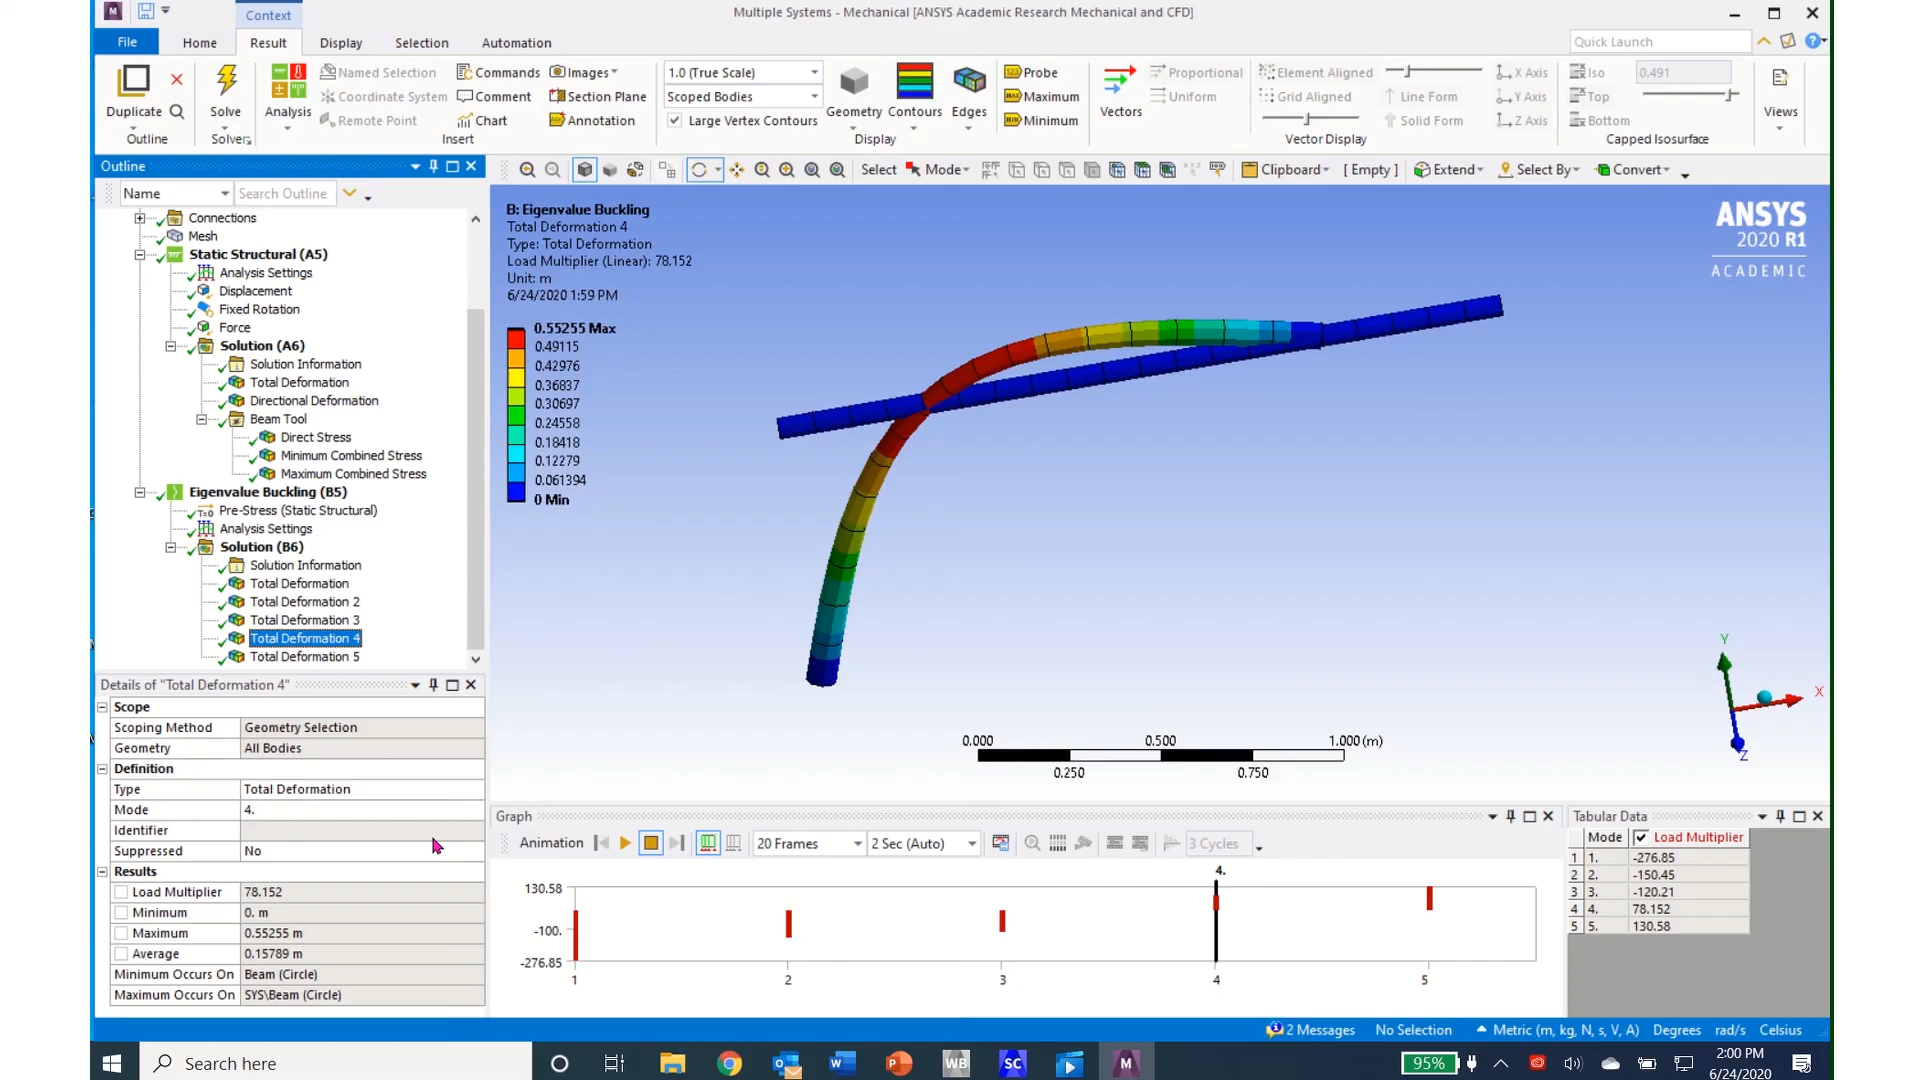 Context
Multiple Systems - Mechanical [ANSYS Academic Research Mechanical and CFD]
File Home Result Display Selection Automation
Quick Launch
Duplicate
Outline
Solve
Solver
Analysis
Named Selection
Coordinate System
Remote Point
Commands
Comment
Chart
Images
Section Plane
Annotation
Insert
1.0 (True Scale)
Scoped Bodies
Large Vertex Contours
Geometry
Contours
Edges
Display
Probe
Maximum
Minimum
Vectors
Proportional
Uniform
Element Aligned
Grid Aligned
Line Form
Solid Form
X Axis
Y Axis
Z Axis
Vector Display
Iso
Top
Bottom
0.491
Capped Isosurface
Views
Outline
Name
Search Outline
Select Mode Clipboard [ Empty ] Extend Select By Convert
Connections
Mesh
Static Structural (A5)
Analysis Settings
Displacement
Fixed Rotation
Force
Solution (A6)
Solution Information
Total Deformation
Directional Deformation
Beam Tool
Direct Stress
Minimum Combined Stress
Maximum Combined Stress
Eigenvalue Buckling (B5)
T=0 Pre-Stress (Static Structural)
Analysis Settings
Solution (B6)
Solution Information
Total Deformation
Total Deformation 2
Total Deformation 3
Total Deformation 4
Total Deformation 5
B: Eigenvalue Buckling
Total Deformation 4
Type: Total Deformation
Load Multiplier (Linear): 78.152
Unit: m
6/24/2020 1:59 PM
0.55255 Max
0.49115
0.42976
0.36837
0.30697
0.24558
0.18418
0.12279
0.061394
0 Min
ANSYS
2020 R1
ACADEMIC
Y
X
Z
0.000 0.500 1.000 (m)
0.250 0.750
Details of "Total Deformation 4"
Scope
Scoping Method Geometry Selection
Geometry All Bodies
Definition
Type Total Deformation
Mode 4.
Identifier
Suppressed No
Results
Load Multiplier 78.152
Minimum 0. m
Maximum 0.55255 m
Average 0.15789 m
Minimum Occurs On Beam (Circle)
Maximum Occurs On SYS\Beam (Circle)
Graph
Animation 20 Frames 2 Sec (Auto) 3 Cycles
4.
130.58
-100.
-276.85
1 2 3 4 5
Tabular Data
Mode Load Multiplier
1 1. -276.85
2 2. -150.45
3 3. -120.21
4 4. 78.152
5 5. 130.58
2 Messages No Selection Metric (m, kg, N, s, V, A) Degrees rad/s Celsius
Search here
WB
SC
M
95%
2:00 PM
6/24/2020